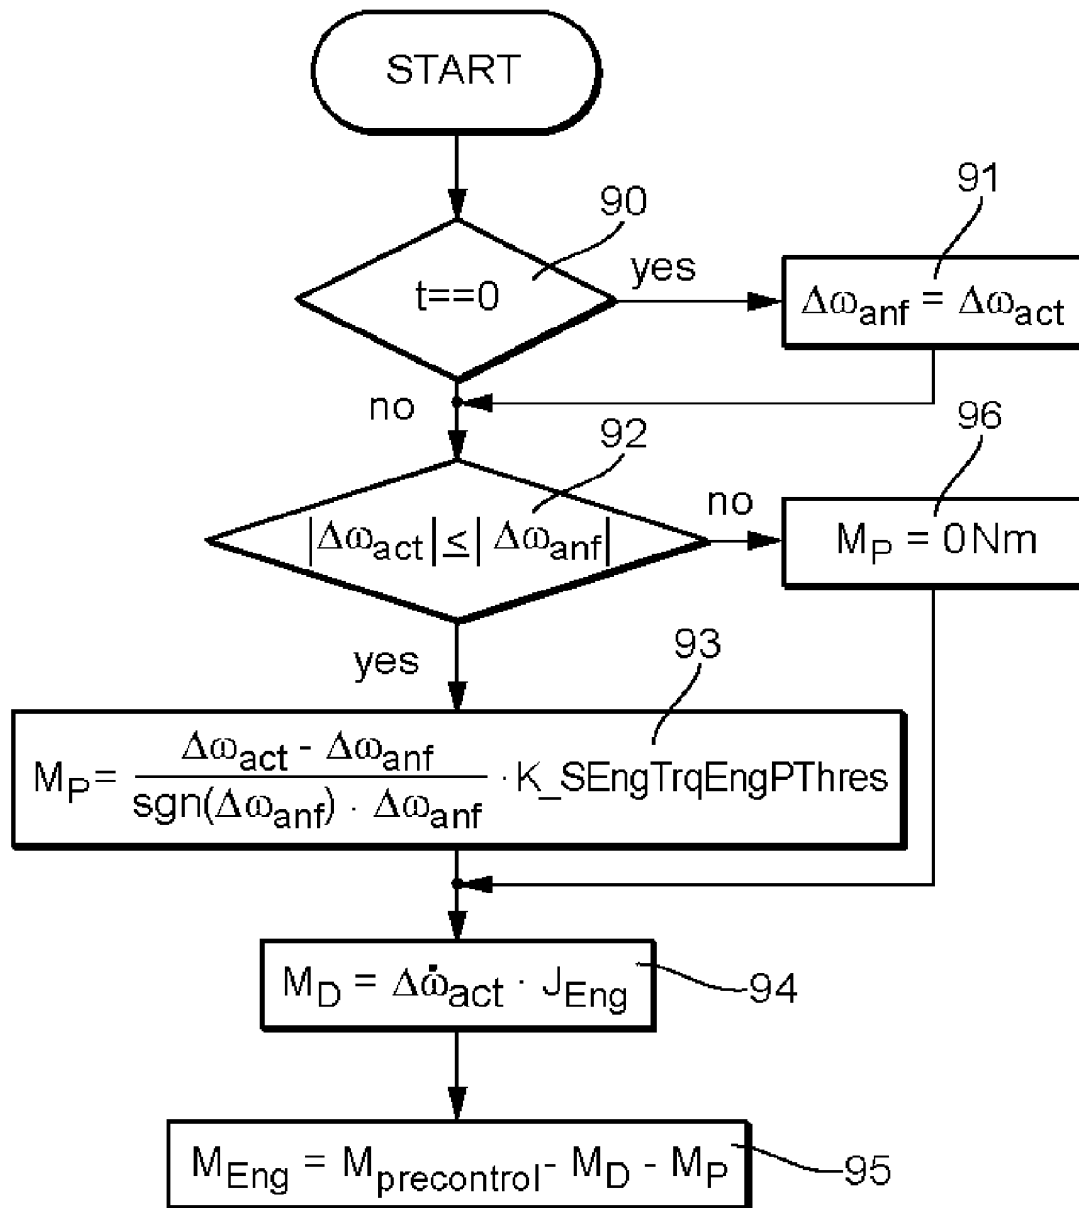 START
90
91
t==0
yes
Δω_anf = Δω_act
no
92
96
|Δω_act| ≤ | Δω_anf|
no
M_P = 0Nm
yes
93
M_P = (Δω_act - Δω_anf) / (sgn(Δω_anf) · Δω_anf) · K_SEngTrqEngPThres
M_D = Δω̇_act · J_Eng
94
M_Eng = M_precontrol - M_D - M_P
95